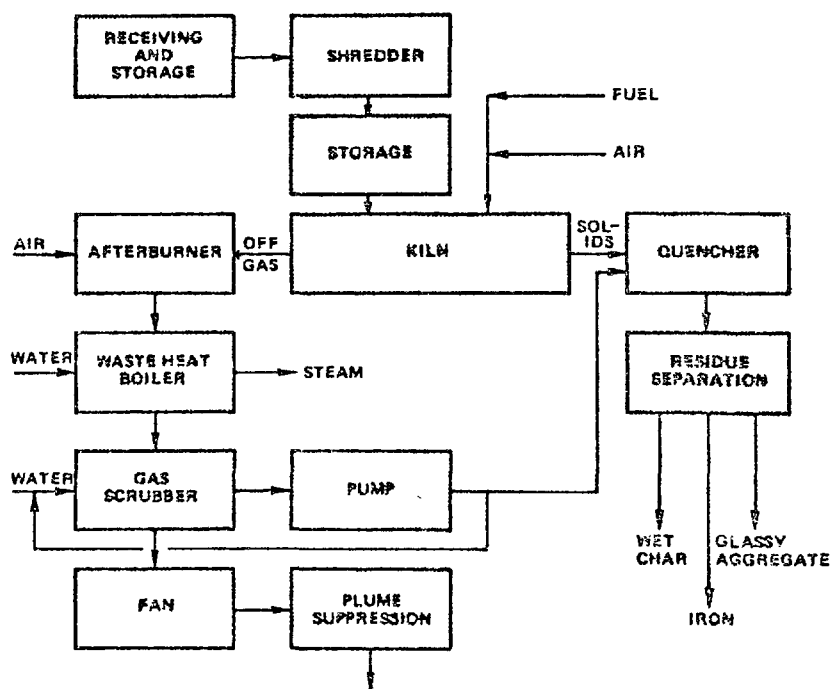 RECEIVING
AND
STORAGE
SHREDDER
FUEL
STORAGE
AIR
AIR
AFTERBURNER
OFF
GAS
KILN
SOL-
IDS
QUENCHER
WATER
WASTE HEAT
BOILER
STEAM
RESIDUE
SEPARATION
WATER
GAS
SCRUBBER
PUMP
WET
CHAR
GLASSY
AGGREGATE
IRON
FAN
PLUME
SUPPRESSION